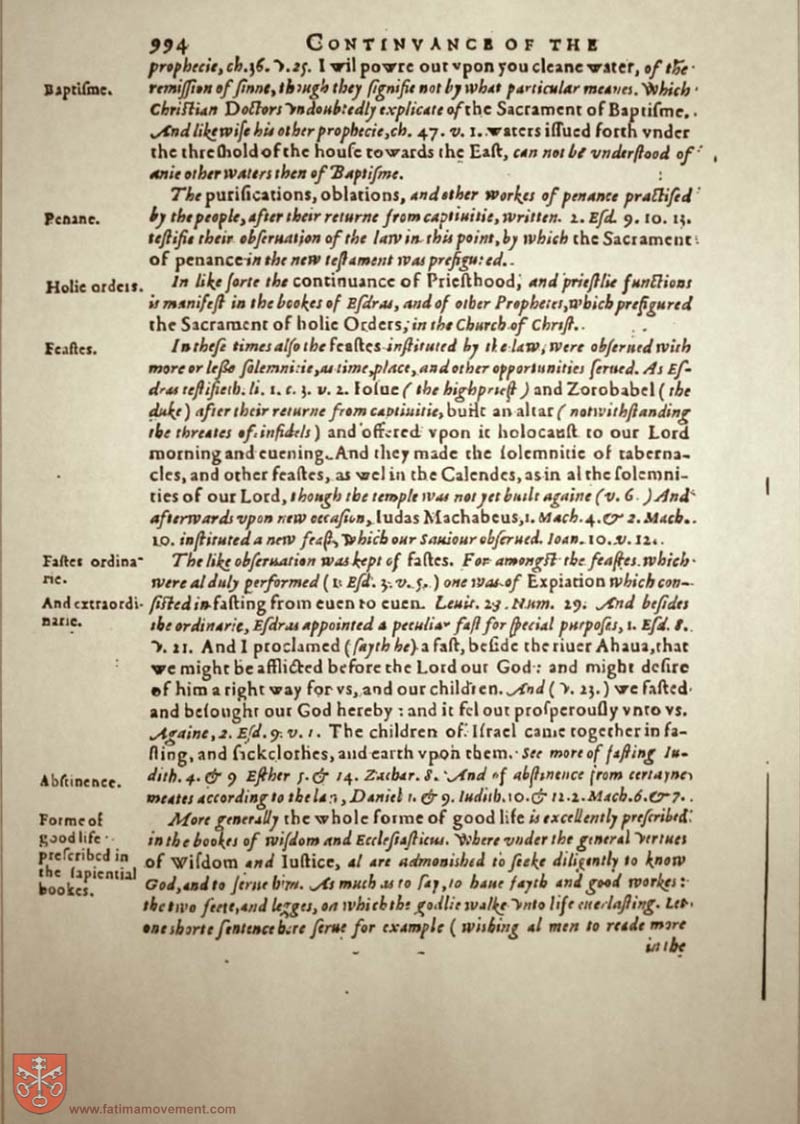 994 CONTINVANCE OF THE
prophecie, ch. 36. v. 25. I wil powre out vpon you cleane water, of the
Baptiſme.
remiſſion of ſinne, though they ſignifie not by what particular meanes. Which
Chriſtian Doctors vndoubtedly explicate of the Sacrament of Baptiſme.
And likewiſe his other prophecie, ch. 47. v. 1. waters iſſued forth vnder
the threſhold of the houſe towards the Eaſt, can not be vnderſtood of
anie other waters then of Baptiſme.
The purifications, oblations, and other workes of penance practiſed
Penane.
by the people, after their returne from captiuitie, written. 2. Eſd. 9. 10. 13.
teſtifie their obſeruation of the law in this point, by which the Sacrament
of penance in the new teſtament was prefigured.
Holie orders.
In like ſorte the continuance of Prieſthood, and prieſtlie functions
is manifeſt in the bookes of Eſdras, and of other Prophetes, which prefigured
the Sacrament of holie Orders, in the Church of Chriſt.
Feaſtes.
In theſe times alſo the feaſtes inſtituted by the law, were obſerued with
more or leſſe ſolemnitie, as time, place, and other opportunities ſerued. As Eſ-
dras teſtifieth. li. 1. c. 3. v. 2. Ioſue (the highprieſt) and Zorobabel (the
duke) after their returne from captiuitie, built an altar (notwithſtanding
the threates of infidels) and offered vpon it holocauſt to our Lord
morning and euening. And they made the ſolemnitie of taberna-
cles, and other feaſtes, as wel in the Calendes, as in al the ſolemni-
ties of our Lord, though the temple was not yet built againe (v. 6.) And
afterwards vpon new occaſion, Iudas Machabeus, 1. Mach. 4. & 2. Mach.
10. inſtituted a new feaſt, which our Sauiour obſerued. Ioan. 10. v. 22.
Faſtes ordina-
rie.
The like obſeruation was kept of faſtes. For amongſt the feaſtes which
were al duly performed (1. Eſd. 3. v. 5.) one was of Expiation which con-
And extraordi-
narie.
ſiſted in faſting from euen to euen. Leuit. 23. Num. 29. And beſides
the ordinarie, Eſdras appointed a peculiar faſt for ſpecial purpoſes, 1. Eſd. 8.
v. 21. And I proclamed (ſayth he) a faſt, beſide the riuer Ahaua, that
we might be afflicted before the Lord our God: and might deſire
of him a right way for vs, and our children. And (v. 23.) we faſted
and beſought our God hereby: and it fel out proſperouſly vnto vs.
Againe, 2. Eſd. 9. v. 1. The children of Iſrael came together in fa-
ſting, and ſickclothes, and earth vpon them. See more of faſting Iu-
dith. 4. & 9 Eſther 5. & 14. Zachar. 8. And of abſtinence from certayne
Abſtinence.
meates according to the law, Daniel 1. & 9. Iudith. 10. & 12. 2. Mach. 6. & 7.
Forme of
good life
preſcribed in
the ſapiential
bookes.
More generally the whole forme of good life is excellently preſcribed
in the bookes of wiſdom and Eccleſiaſticus. Where vnder the general vertues
of Wiſdom and Iuſtice, al are admoniſhed to ſeeke diligently to know
God, and to ſerue him. As much as to ſay, to haue fayth and good workes:
the two feete, and legges, on which the godlie walke vnto life euerlaſting. Let
one shorte ſentence here ſerue for example (wishing al men to reade more
in the
www.fatimamovement.com